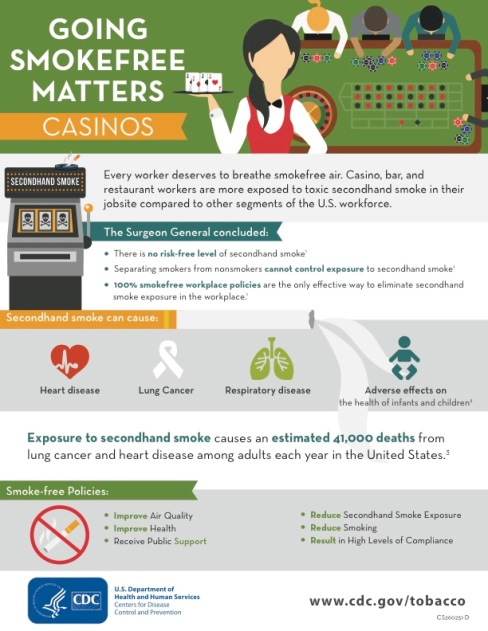 GOING
SMOKEFREE
MATTERS
CASINOS
SECONDHAND SMOKE
Every worker deserves to breathe smokefree air. Casino, bar, and
restaurant workers are more exposed to toxic secondhand smoke in their
jobsite compared to other segments of the U.S. workforce.
The Surgeon General concluded:
• There is no risk-free level of secondhand smoke¹
• Separating smokers from nonsmokers cannot control exposure to secondhand smoke¹
• 100% smokefree workplace policies are the only effective way to eliminate secondhand
smoke exposure in the workplace.¹
Secondhand smoke can cause:
Heart disease
Lung Cancer
Respiratory disease
Adverse effects on
the health of infants and children²
Exposure to secondhand smoke causes an estimated 41,000 deaths from
lung cancer and heart disease among adults each year in the United States.³
Smoke-free Policies:
• Improve Air Quality
• Improve Health
• Receive Public Support
• Reduce Secondhand Smoke Exposure
• Reduce Smoking
• Result in High Levels of Compliance
CDC
U.S. Department of
Health and Human Services
Centers for Disease
Control and Prevention
www.cdc.gov/tobacco
CS260251-D